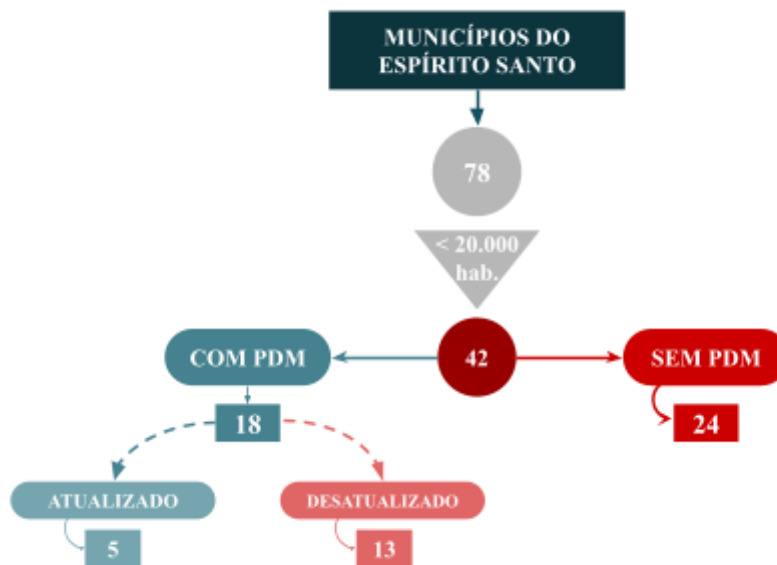 MUNICÍPIOS DO
ESPÍRITO SANTO
78
< 20.000
hab.
COM PDM
42
SEM PDM
18
24
ATUALIZADO
DESATUALIZADO
5
13